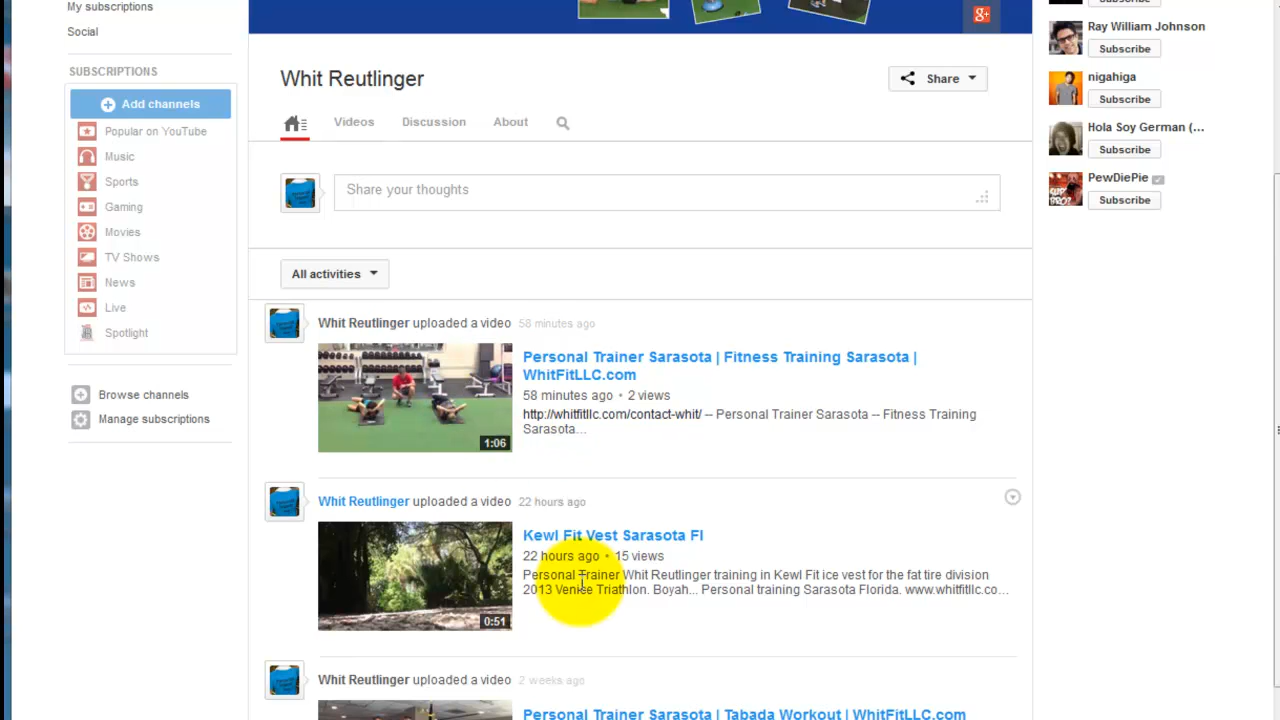 My subscriptions
Social
SUBSCRIPTIONS
Add channels
Popular on YouTube
Music
Sports
Gaming
Movies
TV Shows
News
Live
Spotlight
Browse channels
Manage subscriptions
Whit Reutlinger
Share
Videos
Discussion
About
Share your thoughts
All activities
Whit Reutlinger uploaded a video 58 minutes ago
Personal Trainer Sarasota | Fitness Training Sarasota |
WhitFitLLC.com
58 minutes ago • 2 views
http://whitfitllc.com/contact-whit/ -- Personal Trainer Sarasota -- Fitness Training
Sarasota...
1:06
Whit Reutlinger uploaded a video 22 hours ago
Kewl Fit Vest Sarasota Fl
22 hours ago • 15 views
Personal Trainer Whit Reutlinger training in Kewl Fit ice vest for the fat tire division
2013 Venice Triathlon. Boyah... Personal training Sarasota Florida. www.whitfitllc.co...
0:51
Whit Reutlinger uploaded a video 2 weeks ago
Personal Trainer Sarasota | Tabada Workout | WhitFitLLC.com
g+
Subscribe
Ray William Johnson
Subscribe
nigahiga
Subscribe
Hola Soy German (...
Subscribe
PewDiePie
Subscribe